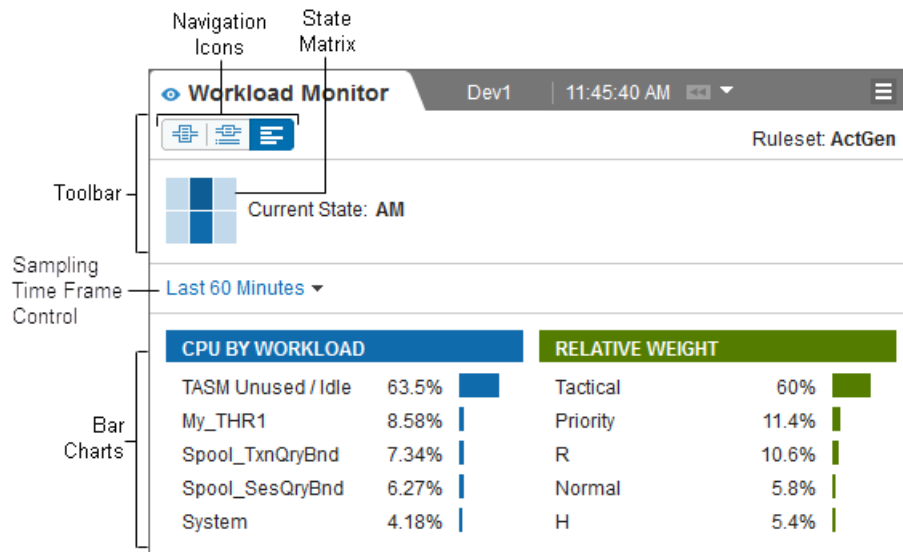 Navigation
Icons
State
Matrix
Workload Monitor
Dev1
11:45:40 AM
Ruleset: ActGen
Toolbar
Current State: AM
Sampling
Time Frame
Control
Last 60 Minutes
CPU BY WORKLOAD
TASM Unused / Idle 63.5%
My_THR1 8.58%
Spool_TxnQryBnd 7.34%
Spool_SesQryBnd 6.27%
System 4.18%
RELATIVE WEIGHT
Tactical 60%
Priority 11.4%
R 10.6%
Normal 5.8%
H 5.4%
Bar
Charts